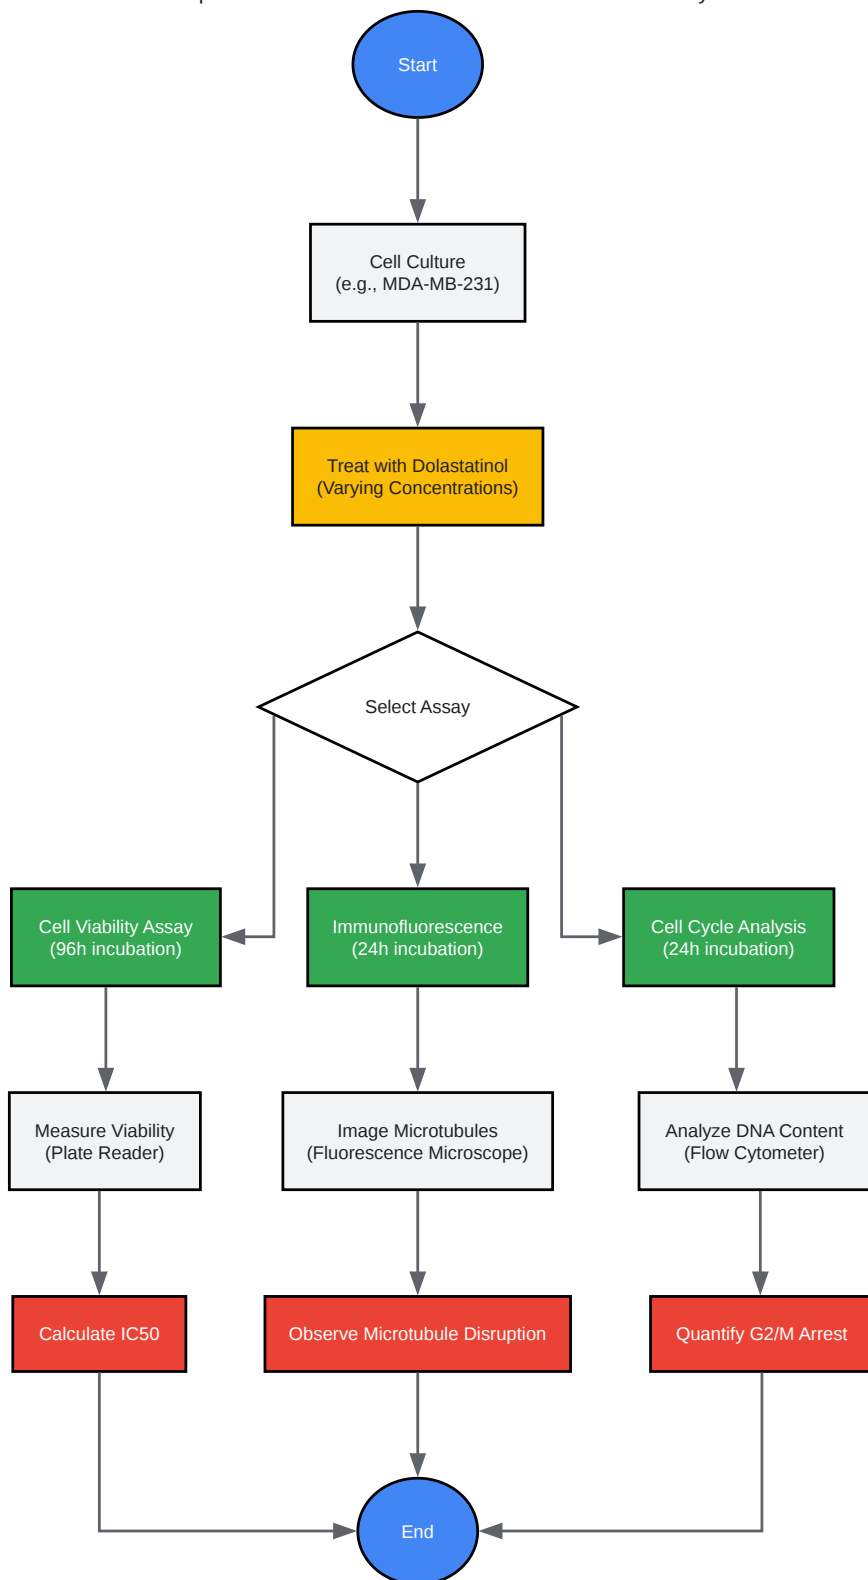 Start
Cell Culture
(e.g., MDA-MB-231)
Treat with Dolastatinol
(Varying Concentrations)
Select Assay
Cell Viability Assay
(96h incubation)
Immunofluorescence
(24h incubation)
Cell Cycle Analysis
(24h incubation)
Measure Viability
(Plate Reader)
Image Microtubules
(Fluorescence Microscope)
Analyze DNA Content
(Flow Cytometer)
Calculate IC50
Observe Microtubule Disruption
Quantify G2/M Arrest
End